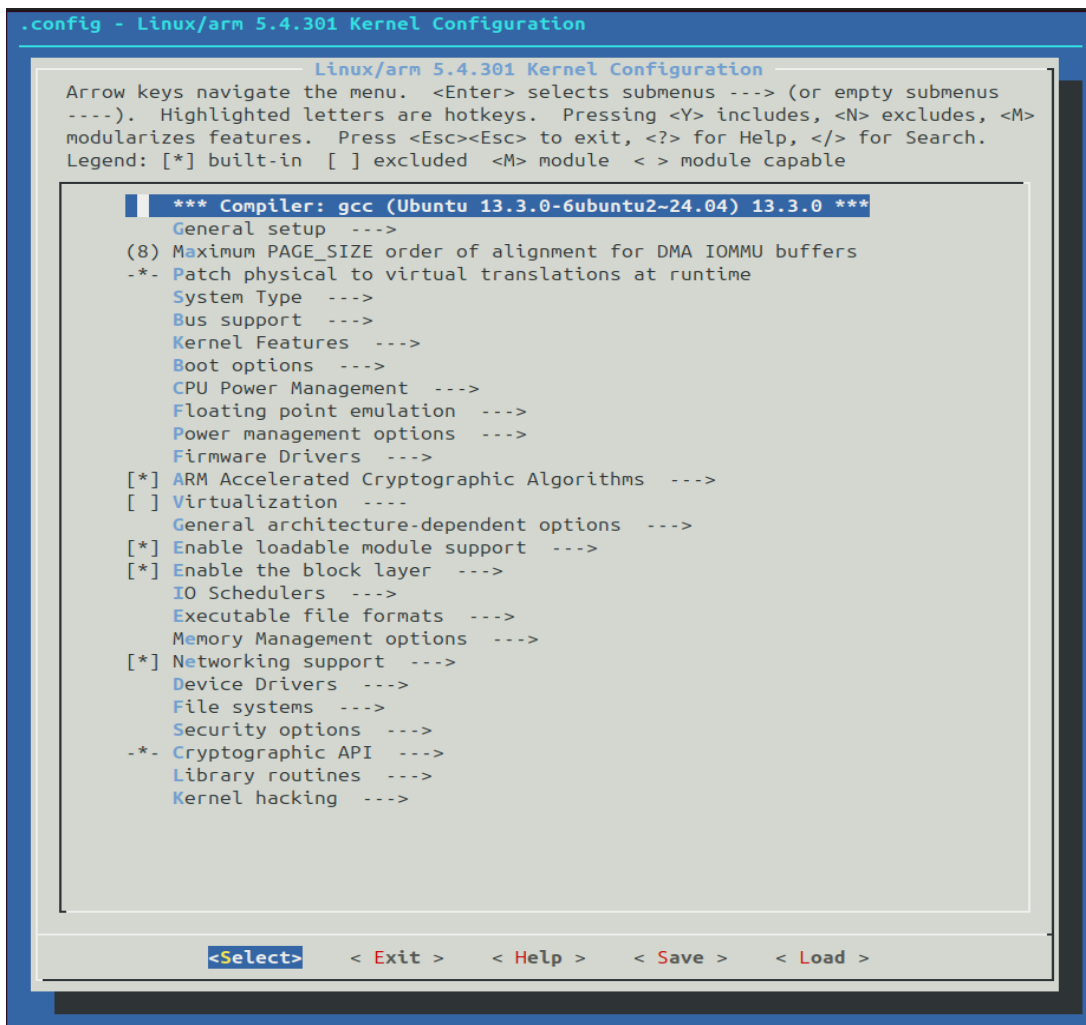 .config - Linux/arm 5.4.301 Kernel Configuration
Linux/arm 5.4.301 Kernel Configuration
Arrow keys navigate the menu.  <Enter> selects submenus ---> (or empty submenus
----).  Highlighted letters are hotkeys.  Pressing <Y> includes, <N> excludes, <M>
modularizes features.  Press <Esc><Esc> to exit, <?> for Help, </> for Search.
Legend: [*] built-in  [ ] excluded  <M> module  < > module capable
*** Compiler: gcc (Ubuntu 13.3.0-6ubuntu2~24.04) 13.3.0 ***
General setup  --->
(8) Maximum PAGE_SIZE order of alignment for DMA IOMMU buffers
-*- Patch physical to virtual translations at runtime
System Type  --->
Bus support  --->
Kernel Features  --->
Boot options  --->
CPU Power Management  --->
Floating point emulation  --->
Power management options  --->
Firmware Drivers  --->
[*] ARM Accelerated Cryptographic Algorithms  --->
[ ] Virtualization  ----
General architecture-dependent options  --->
[*] Enable loadable module support  --->
[*] Enable the block layer  --->
IO Schedulers  --->
Executable file formats  --->
Memory Management options  --->
[*] Networking support  --->
Device Drivers  --->
File systems  --->
Security options  --->
-*- Cryptographic API  --->
Library routines  --->
Kernel hacking  --->
<Select>    < Exit >    < Help >    < Save >    < Load >